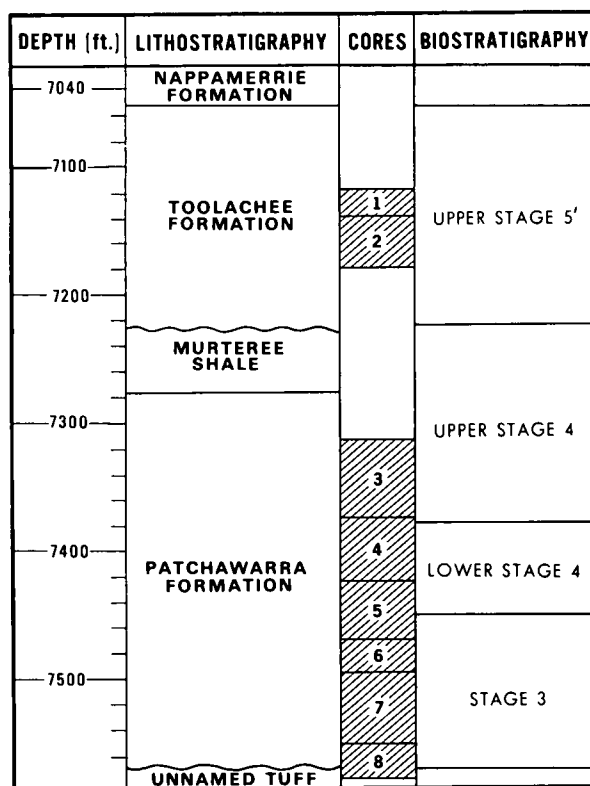 DEPTH (ft.) LITHOSTRATIGRAPHY CORES BIOSTRATIGRAPHY
NAPPAMERRIE
FORMATION
7040
7100
TOOLACHEE
FORMATION
1
2
UPPER STAGE 5'
7200
MURTEREE
SHALE
7300
UPPER STAGE 4
3
7400
PATCHAWARRA
FORMATION
4
LOWER STAGE 4
5
6
7500
7
STAGE 3
8
UNNAMED TUFF